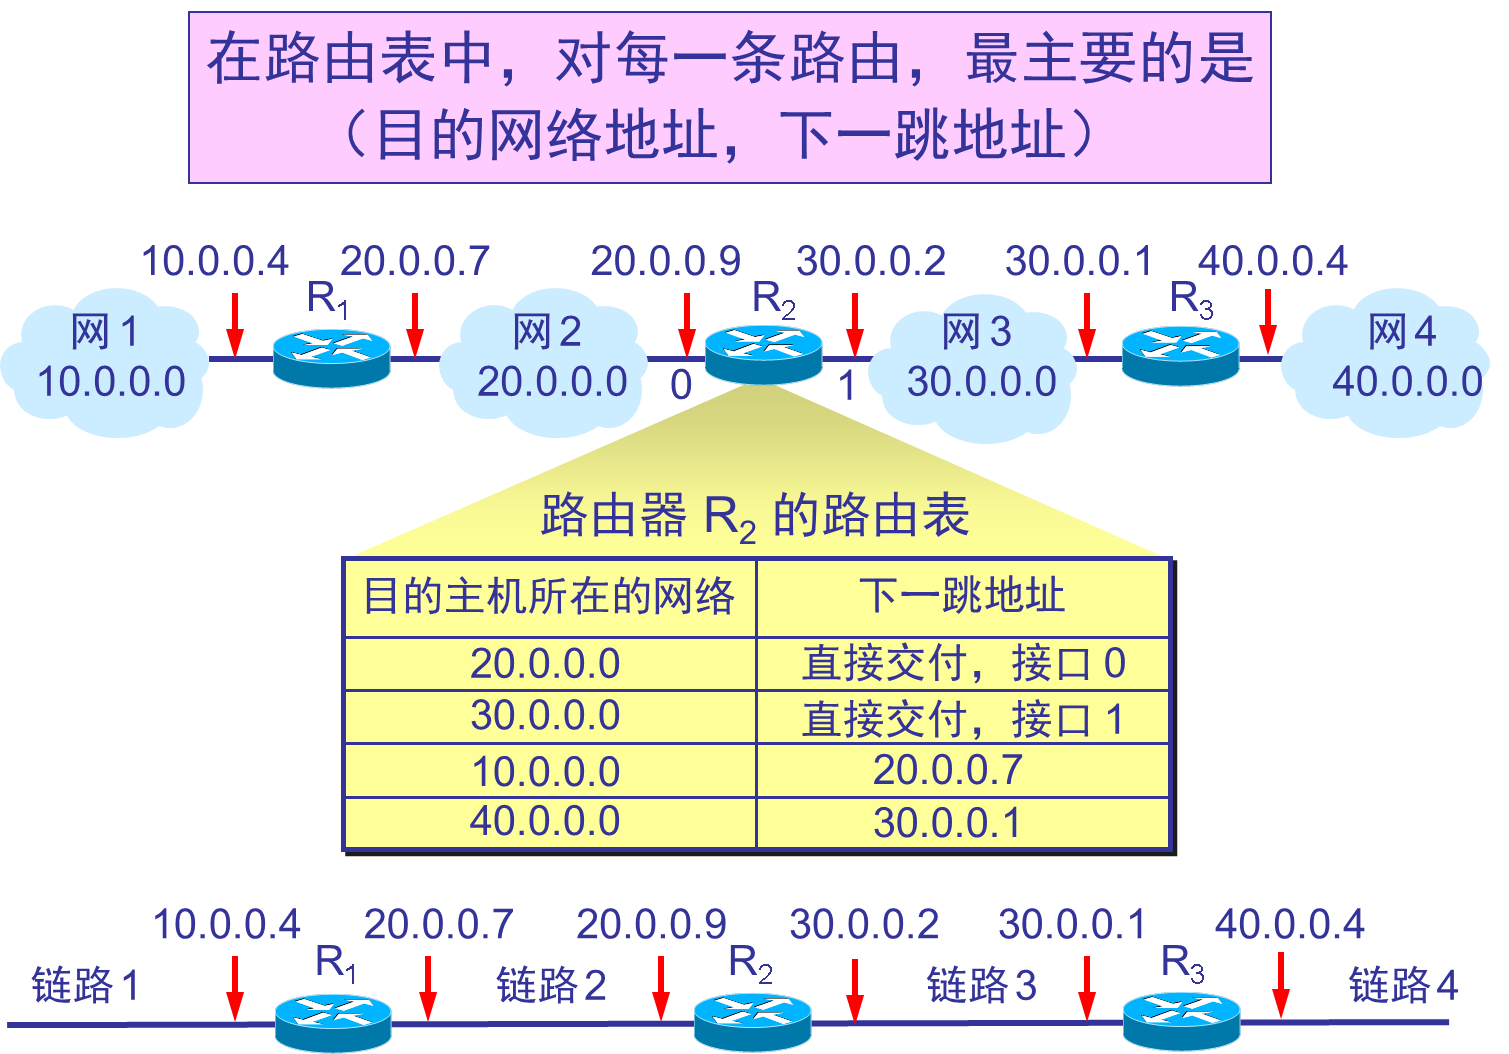 在路由表中，对每一条路由，最主要的是
（目的网络地址，下一跳地址）
10.0.0.4 20.0.0.7 20.0.0.9 30.0.0.2 30.0.0.1 40.0.0.4
R1 R2 R3
网1 网2 网3 网4
10.0.0.0 20.0.0.0 0 1 30.0.0.0 40.0.0.0
路由器 R2 的路由表
目的主机所在的网络 下一跳地址
20.0.0.0 直接交付，接口 0
30.0.0.0 直接交付，接口 1
10.0.0.0 20.0.0.7
40.0.0.0 30.0.0.1
10.0.0.4 20.0.0.7 20.0.0.9 30.0.0.2 30.0.0.1 40.0.0.4
R1 R2 R3
链路1 链路2 链路3 链路4